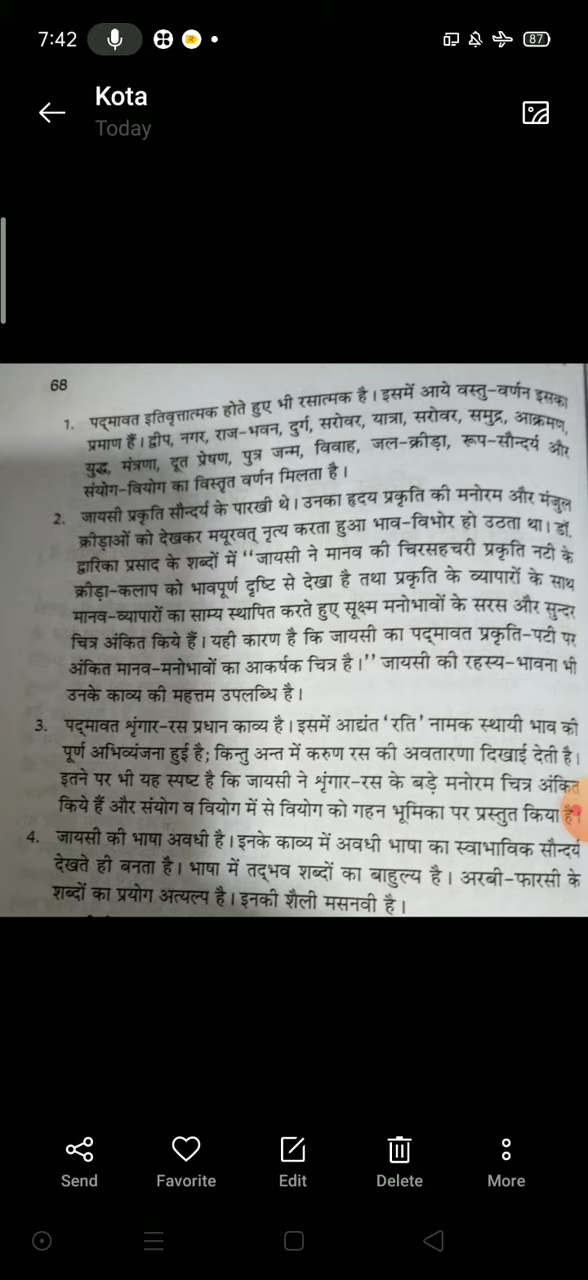 7:42
87
Kota
Today
68
1. पद्मावत इतिवृत्तात्मक होते हुए भी रसात्मक है। इसमें आये वस्तु-वर्णन इसका
प्रमाण हैं। द्वीप, नगर, राज-भवन, दुर्ग, सरोवर, यात्रा, सरोवर, समुद्र, आक्रमण,
युद्ध, मंत्रणा, दूत प्रेषण, पुत्र जन्म, विवाह, जल-क्रीड़ा, रूप-सौन्दर्य और
संयोग-वियोग का विस्तृत वर्णन मिलता है।
2. जायसी प्रकृति सौन्दर्य के पारखी थे। उनका हृदय प्रकृति की मनोरम और मंजुल
क्रीड़ाओं को देखकर मयूरवत् नृत्य करता हुआ भाव-विभोर हो उठता था। डॉ.
द्वारिका प्रसाद के शब्दों में ‘‘जायसी ने मानव की चिरसहचरी प्रकृति नटी के
क्रीड़ा-कलाप को भावपूर्ण दृष्टि से देखा है तथा प्रकृति के व्यापारों के साथ
मानव-व्यापारों का साम्य स्थापित करते हुए सूक्ष्म मनोभावों के सरस और सुन्दर
चित्र अंकित किये हैं। यही कारण है कि जायसी का पद्मावत प्रकृति-पटी पर
अंकित मानव-मनोभावों का आकर्षक चित्र है।’’ जायसी की रहस्य-भावना भी
उनके काव्य की महत्तम उपलब्धि है।
3. पद्मावत शृंगार-रस प्रधान काव्य है। इसमें आद्यंत ‘रति’ नामक स्थायी भाव की
पूर्ण अभिव्यंजना हुई है; किन्तु अन्त में करुण रस की अवतारणा दिखाई देती है।
इतने पर भी यह स्पष्ट है कि जायसी ने शृंगार-रस के बड़े मनोरम चित्र अंकित
किये हैं और संयोग व वियोग में से वियोग को गहन भूमिका पर प्रस्तुत किया है।
4. जायसी की भाषा अवधी है। इनके काव्य में अवधी भाषा का स्वाभाविक सौन्दर्य
देखते ही बनता है। भाषा में तद्भव शब्दों का बाहुल्य है। अरबी-फारसी के
शब्दों का प्रयोग अत्यल्प है। इनकी शैली मसनवी है।
Send
Favorite
Edit
Delete
More